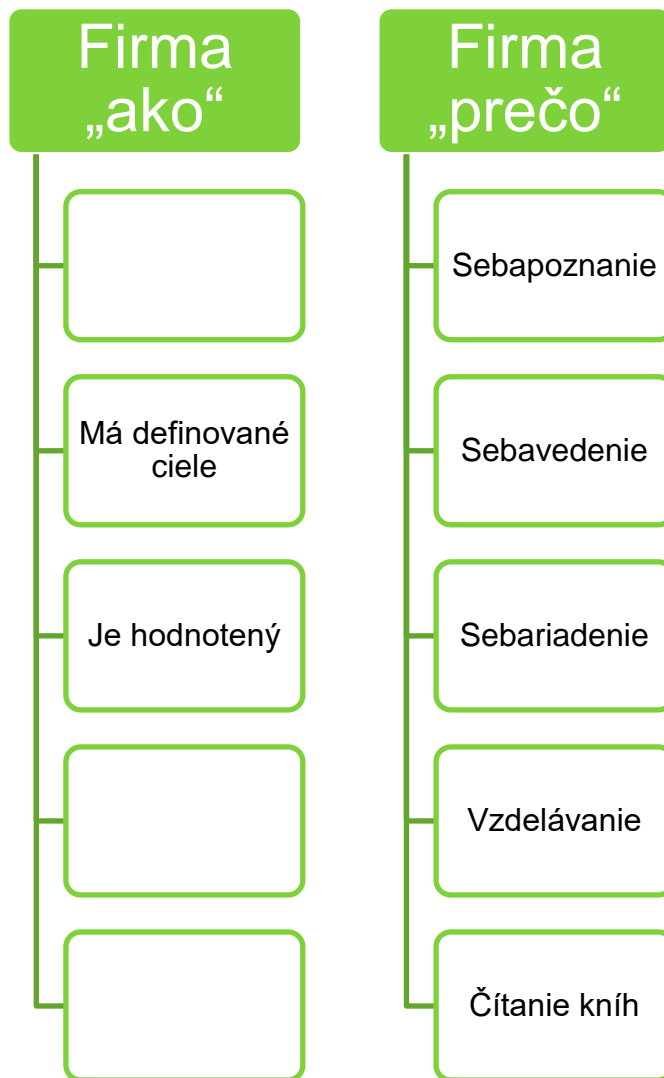 Firma
„ako“
Má definované
ciele
Je hodnotený
Firma
„prečo“
Sebapoznanie
Sebavedenie
Sebariadenie
Vzdelávanie
Čítanie kníh